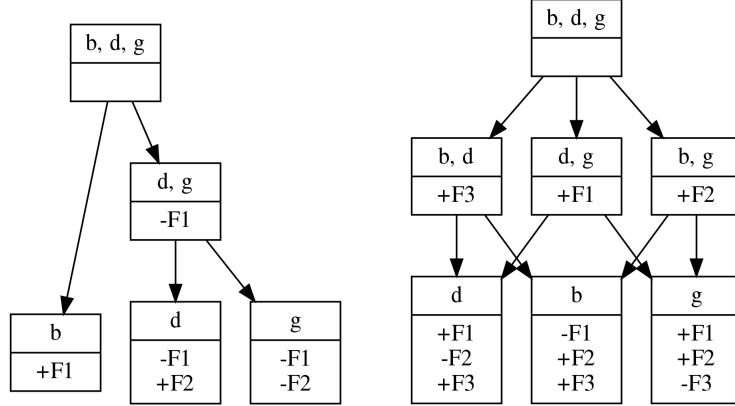 b, d, g
d, g
-F1
b
+F1
d
-F1
+F2
g
-F1
-F2
b, d, g
b, d
+F3
d, g
+F1
b, g
+F2
d
+F1
-F2
+F3
b
-F1
+F2
+F3
g
+F1
+F2
-F3